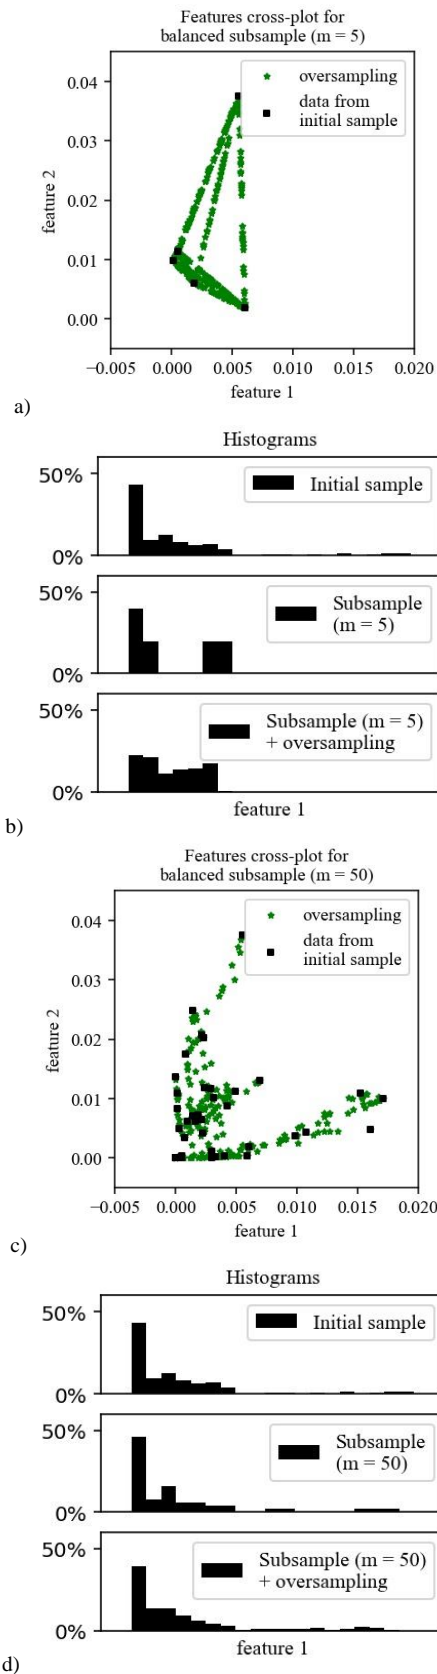 Features cross-plot for
balanced subsample (m = 5)
oversampling
data from
initial sample
0.04
0.03
0.02
0.01
0.00
feature 2
−0.005 0.000 0.005 0.010 0.015 0.020
feature 1
a)
Histograms
50%
Initial sample
0%
50%
Subsample
(m = 5)
0%
50%
Subsample (m = 5)
+ oversampling
0%
feature 1
b)
Features cross-plot for
balanced subsample (m = 50)
oversampling
data from
initial sample
0.04
0.03
0.02
0.01
0.00
feature 2
−0.005 0.000 0.005 0.010 0.015 0.020
feature 1
c)
Histograms
50%
Initial sample
0%
50%
Subsample
(m = 50)
0%
50%
Subsample (m = 50)
+ oversampling
0%
feature 1
d)